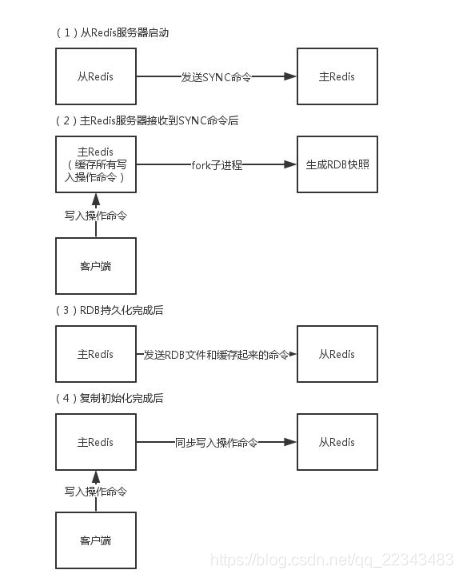 （1）从Redis服务器启动
从Redis
发送SYNC命令
主Redis
（2）主Redis服务器接收到SYNC命令后
主Redis
（缓存所有写
入操作命令）
fork子进程
生成RDB快照
写入操作命令
客户端
（3）RDB持久化完成后
主Redis
发送RDB文件和缓存起来的命令
从Redis
（4）复制初始化完成后
主Redis
同步写入操作命令
从Redis
写入操作命令
客户端
https://blog.csdn.net/qq_22343483